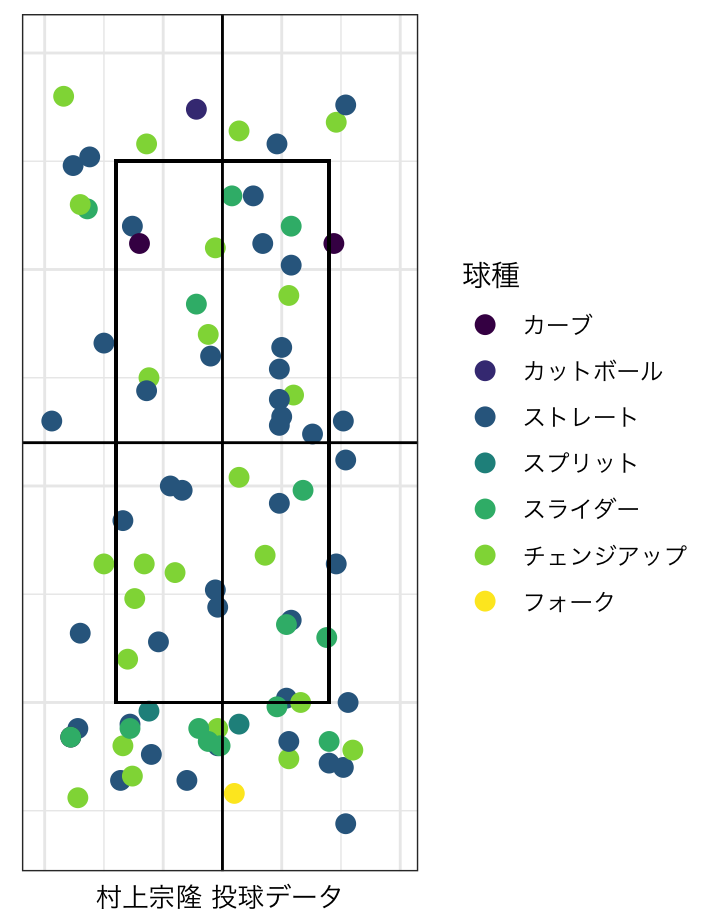 球種
カーブ
カットボール
ストレート
スプリット
スライダー
チェンジアップ
フォーク
村上宗隆 投球データ